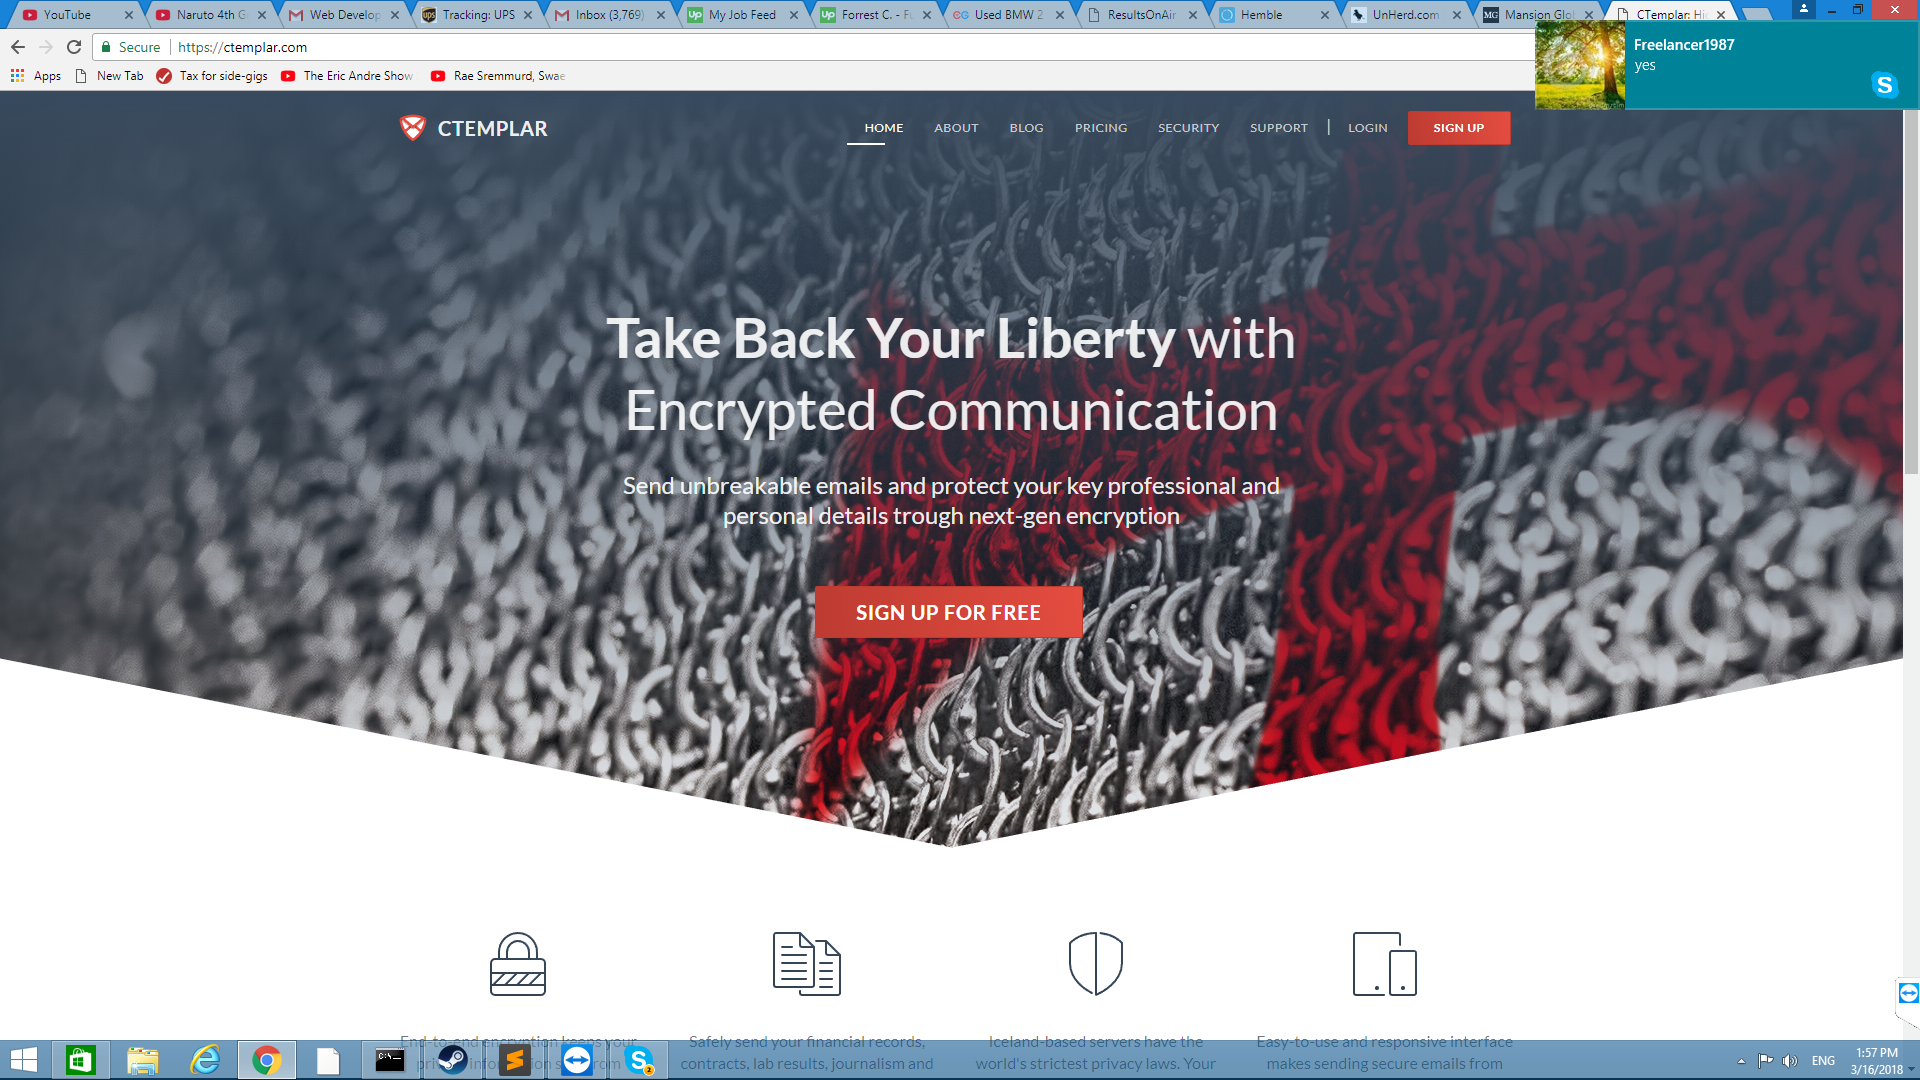 YouTube
Naruto 4th G
Web Develop
Tracking: UPS
Inbox (3,769)
My Job Feed
Forrest C. - Fu
Used BMW 2
ResultsOnAir
Hemble
UnHerd.com
Mansion Glob
CTemplar: Hi
Secure
https://ctemplar.com
Apps
New Tab
Tax for side-gigs
The Eric Andre Show
Rae Sremmurd, Swae
Freelancer1987
yes
CTEMPLAR
HOME
ABOUT
BLOG
PRICING
SECURITY
SUPPORT
LOGIN
SIGN UP
Take Back Your Liberty with
Encrypted Communication
Send unbreakable emails and protect your key professional and
personal details trough next-gen encryption
SIGN UP FOR FREE
End-to-end encryption keeps your
Safely send your financial records,
contracts, lab results, journalism and
Iceland-based servers have the
world's strictest privacy laws. Your
Easy-to-use and responsive interface
makes sending secure emails from
ENG
1:57 PM
3/16/2018